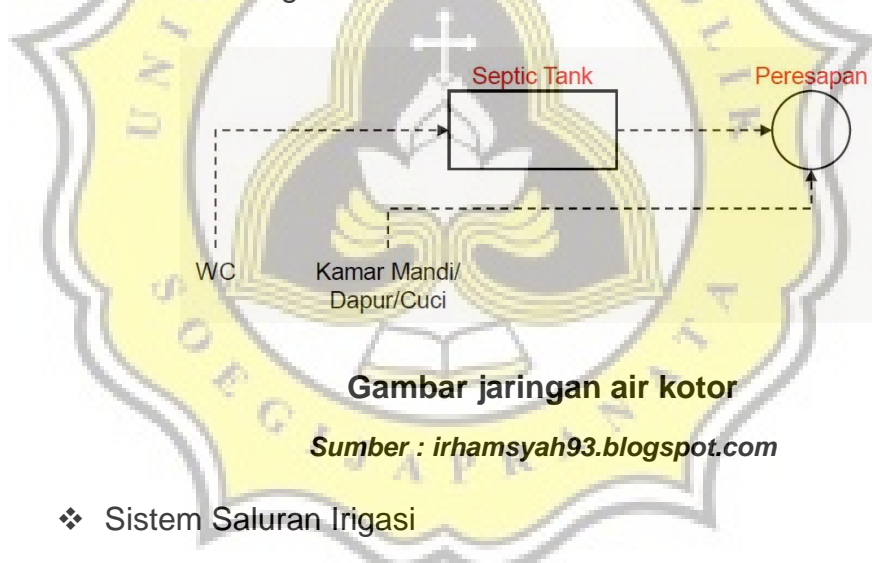 Septic Tank
Peresapan
WC
Kamar Mandi/
Dapur/Cuci
Gambar jaringan air kotor
Sumber : irhamsyah93.blogspot.com
❖ Sistem Saluran Irigasi
SOEGIJAPRANATA